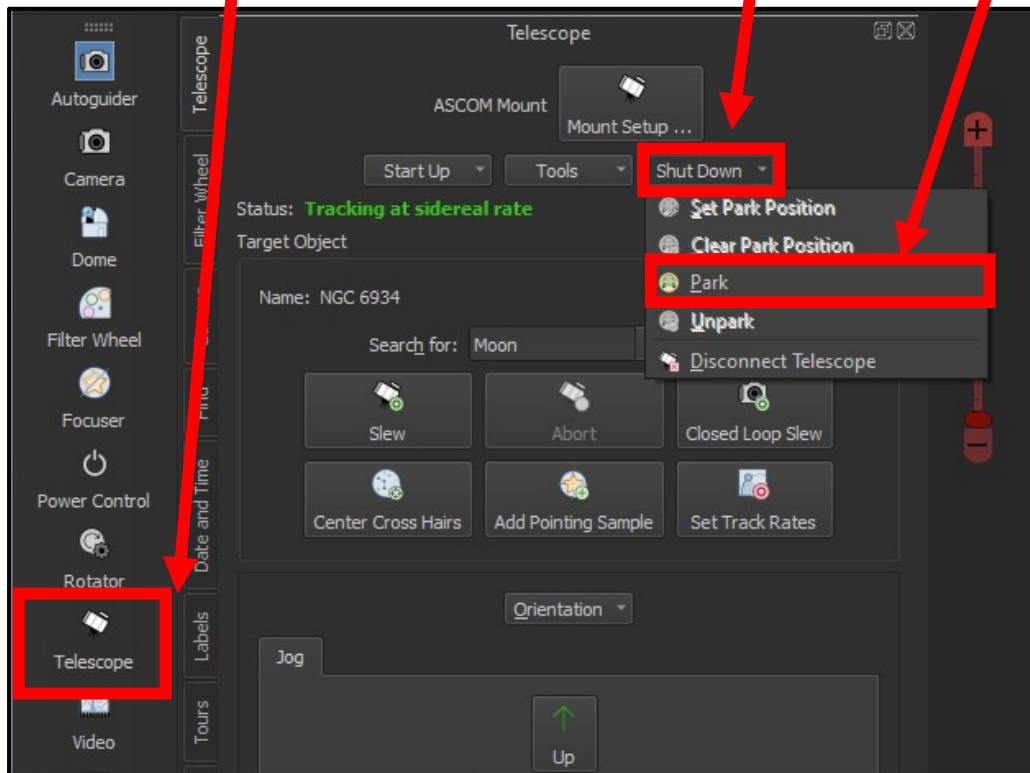 Autoguider
Camera
Dome
Filter Wheel
Focuser
Power Control
Rotator
Telescope
Video
Telescope
Filter Wheel
Find
Date and Time
Labels
Tours
Telescope
ASCOM Mount
Mount Setup ...
Start Up
Tools
Shut Down
Status: Tracking at sidereal rate
Target Object
Name: NGC 6934
Search for: Moon
Set Park Position
Clear Park Position
Park
Unpark
Disconnect Telescope
Slew
Abort
Closed Loop Slew
Center Cross Hairs
Add Pointing Sample
Set Track Rates
Orientation
Jog
Up